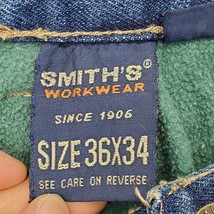 SMITH'S®
WORKWEAR
SINCE 1906
SIZE 36X34
SEE CARE ON REVERSE